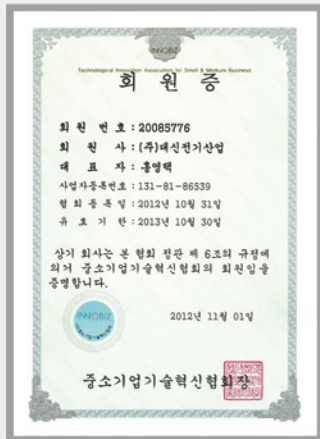 INNOBIZ
Technological Innovation Association for Small & Medium Business
회 원 증
회 원 번 호 : 20085776
회 원 사 : (주)대신전기산업
대 표 자 : 홍영택
사업자등록번호 : 131-81-86539
협 회 등 록 일 : 2012년 10월 31일
유 효 기 한 : 2013년 10월 30일
상기 회사는 본 협회 정관 제 6조의 규정에
의거 중소기업기술혁신협회의 회원임을
증명합니다.
INNOBIZ
2012년 11월 01일
중소기업기술혁신협회장